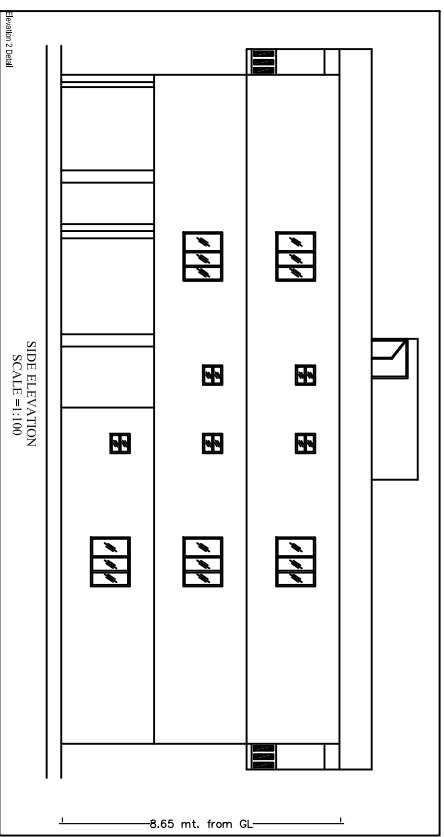 Elevation 2 Detail
SIDE ELEVATION
SCALE =1:100
8.65 mt. from GL